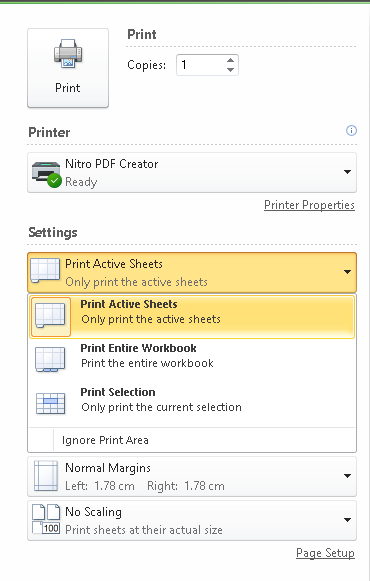 Print
Copies: 1
Print
Printer
Nitro PDF Creator
Ready
Printer Properties
Settings
Print Active Sheets
Only print the active sheets
Print Active Sheets
Only print the active sheets
Print Entire Workbook
Print the entire workbook
Print Selection
Only print the current selection
Ignore Print Area
Normal Margins
Left: 1.78 cm Right: 1.78 cm
No Scaling
Print sheets at their actual size
100
Page Setup